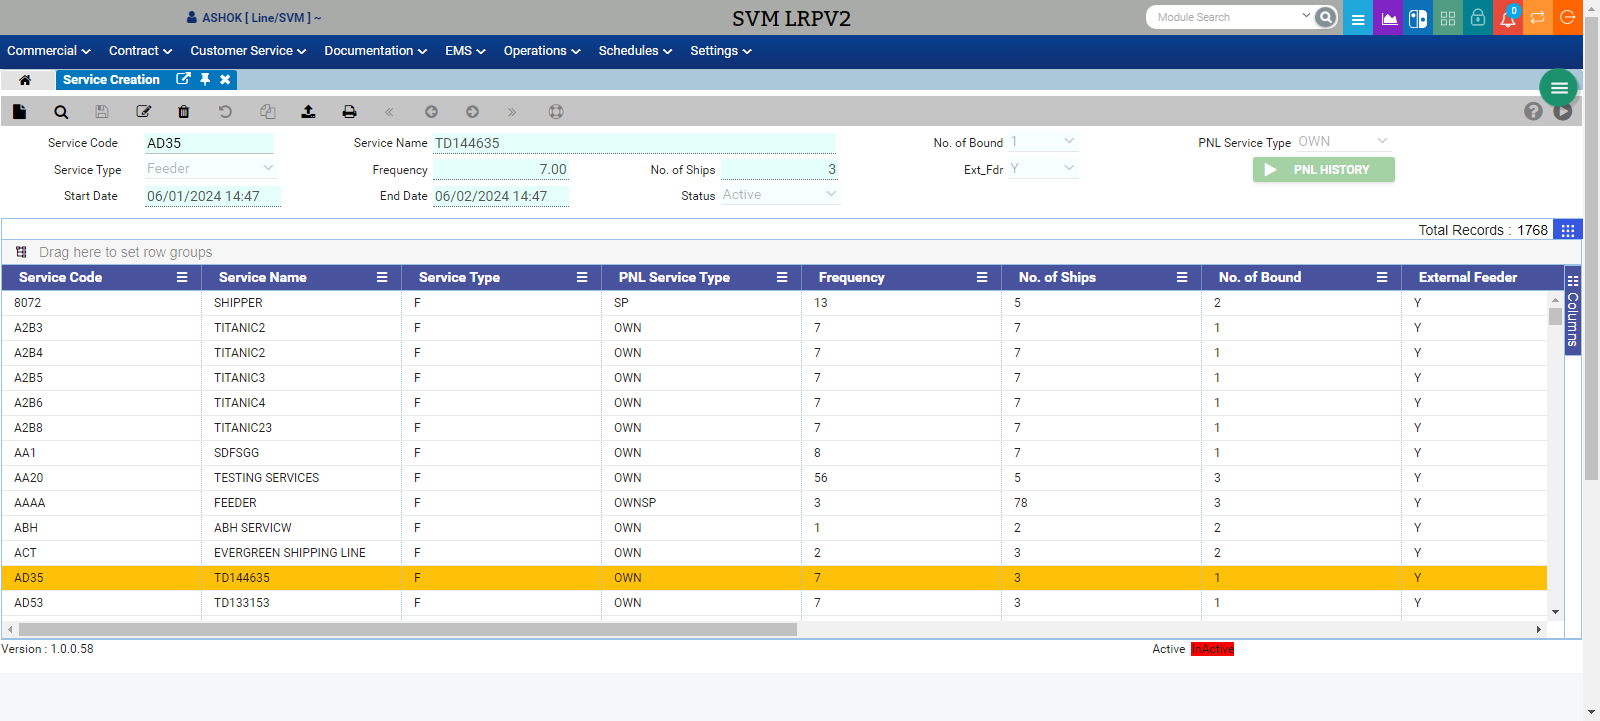 ASHOK [ Line/SVM ] ~ SVM LRPV2 Module Search 0
Commercial Contract Customer Service Documentation EMS Operations Schedules Settings
Service Creation
Service Code AD35 Service Name TD144635 No. of Bound 1 PNL Service Type OWN
Service Type Feeder Frequency 7.00 No. of Ships 3 Ext_Fdr Y PNL HISTORY
Start Date 06/01/2024 14:47 End Date 06/02/2024 14:47 Status Active
Total Records : 1768
Drag here to set row groups
Service Code Service Name Service Type PNL Service Type Frequency No. of Ships No. of Bound External Feeder
8072 SHIPPER F SP 13 5 2 Y
A2B3 TITANIC2 F OWN 7 7 1 Y
A2B4 TITANIC2 F OWN 7 7 1 Y
A2B5 TITANIC3 F OWN 7 7 1 Y
A2B6 TITANIC4 F OWN 7 7 1 Y
A2B8 TITANIC23 F OWN 7 7 1 Y
AA1 SDFSGG F OWN 8 7 1 Y
AA20 TESTING SERVICES F OWN 56 5 3 Y
AAAA FEEDER F OWNSP 3 78 3 Y
ABH ABH SERVICW F OWN 1 2 2 Y
ACT EVERGREEN SHIPPING LINE F OWN 2 3 2 Y
AD35 TD144635 F OWN 7 3 1 Y
AD53 TD133153 F OWN 7 3 1 Y
Columns
Version : 1.0.0.58 Active InActive